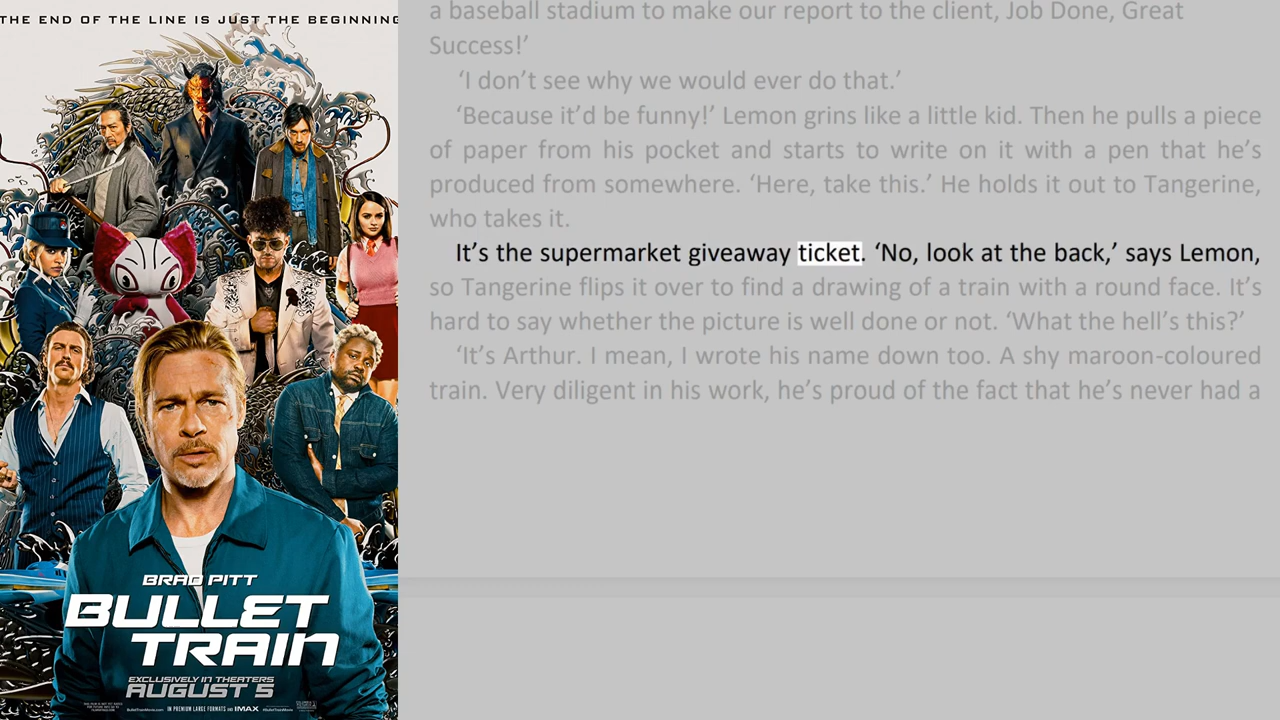 THE END OF THE LINE IS JUST THE BEGINNING
BRAD PITT
BULLET
TRAIN
EXCLUSIVELY IN THEATERS
AUGUST 5
BulletTrainMovie.com
IN PREMIUM LARGE FORMATS AND IMAX
#BulletTrainMovie
a baseball stadium to make our report to the client, Job Done, Great
Success!’
‘I don’t see why we would ever do that.’
‘Because it’d be funny!’ Lemon grins like a little kid. Then he pulls a piece
of paper from his pocket and starts to write on it with a pen that he’s
produced from somewhere. ‘Here, take this.’ He holds it out to Tangerine,
who takes it.
It’s the supermarket giveaway ticket. ‘No, look at the back,’ says Lemon,
so Tangerine flips it over to find a drawing of a train with a round face. It’s
hard to say whether the picture is well done or not. ‘What the hell’s this?’
‘It’s Arthur. I mean, I wrote his name down too. A shy maroon-coloured
train. Very diligent in his work, he’s proud of the fact that he’s never had a